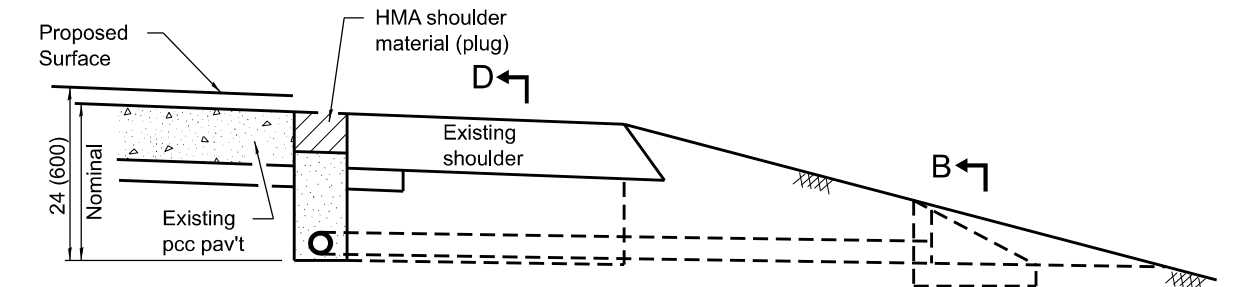 Proposed
Surface
HMA shoulder
material (plug)
D
Existing
shoulder
B
24 (600)
Nominal
Existing
pcc pav't